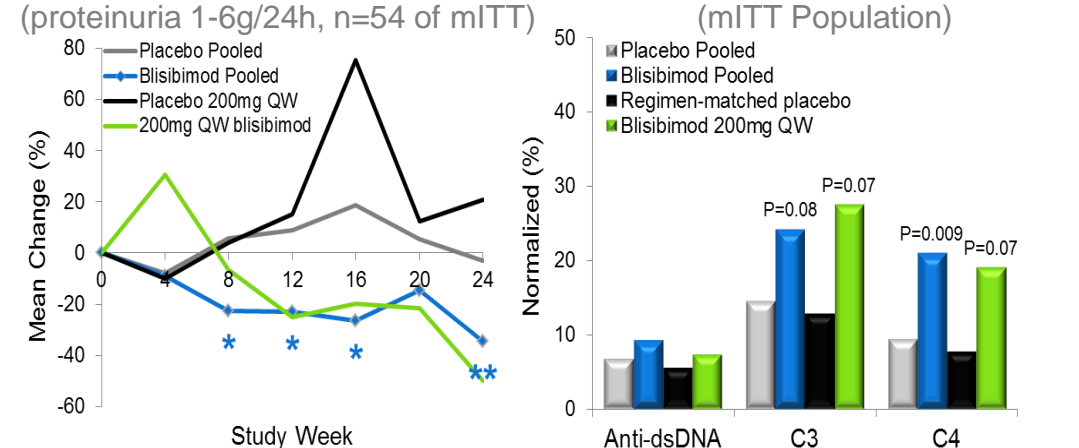 (proteinuria 1-6g/24h, n=54 of mITT)
Mean Change (%)
80
60
40
20
0
-20
-40
-60
Placebo Pooled
Blisibimod Pooled
Placebo 200mg QW
200mg QW blisibimod
0 4 8 12 16 20 24
* * * **
Study Week
(mITT Population)
Normalized (%)
50
40
30
20
10
0
Placebo Pooled
Blisibimod Pooled
Regimen-matched placebo
Blisibimod 200mg QW
P=0.08 P=0.07
P=0.009 P=0.07
Anti-dsDNA C3 C4